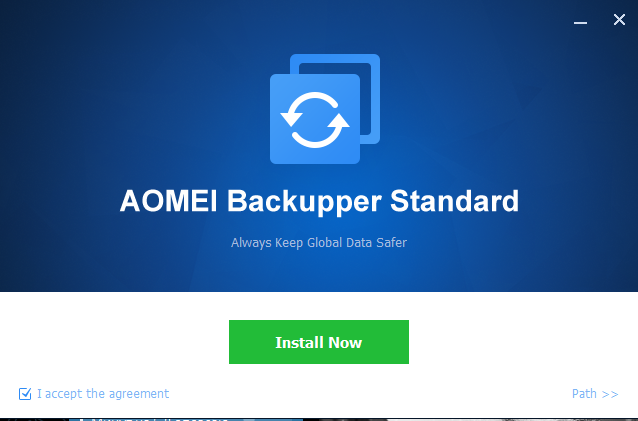 AOMEI Backupper Standard
Always Keep Global Data Safer
Install Now
I accept the agreement
Path >>